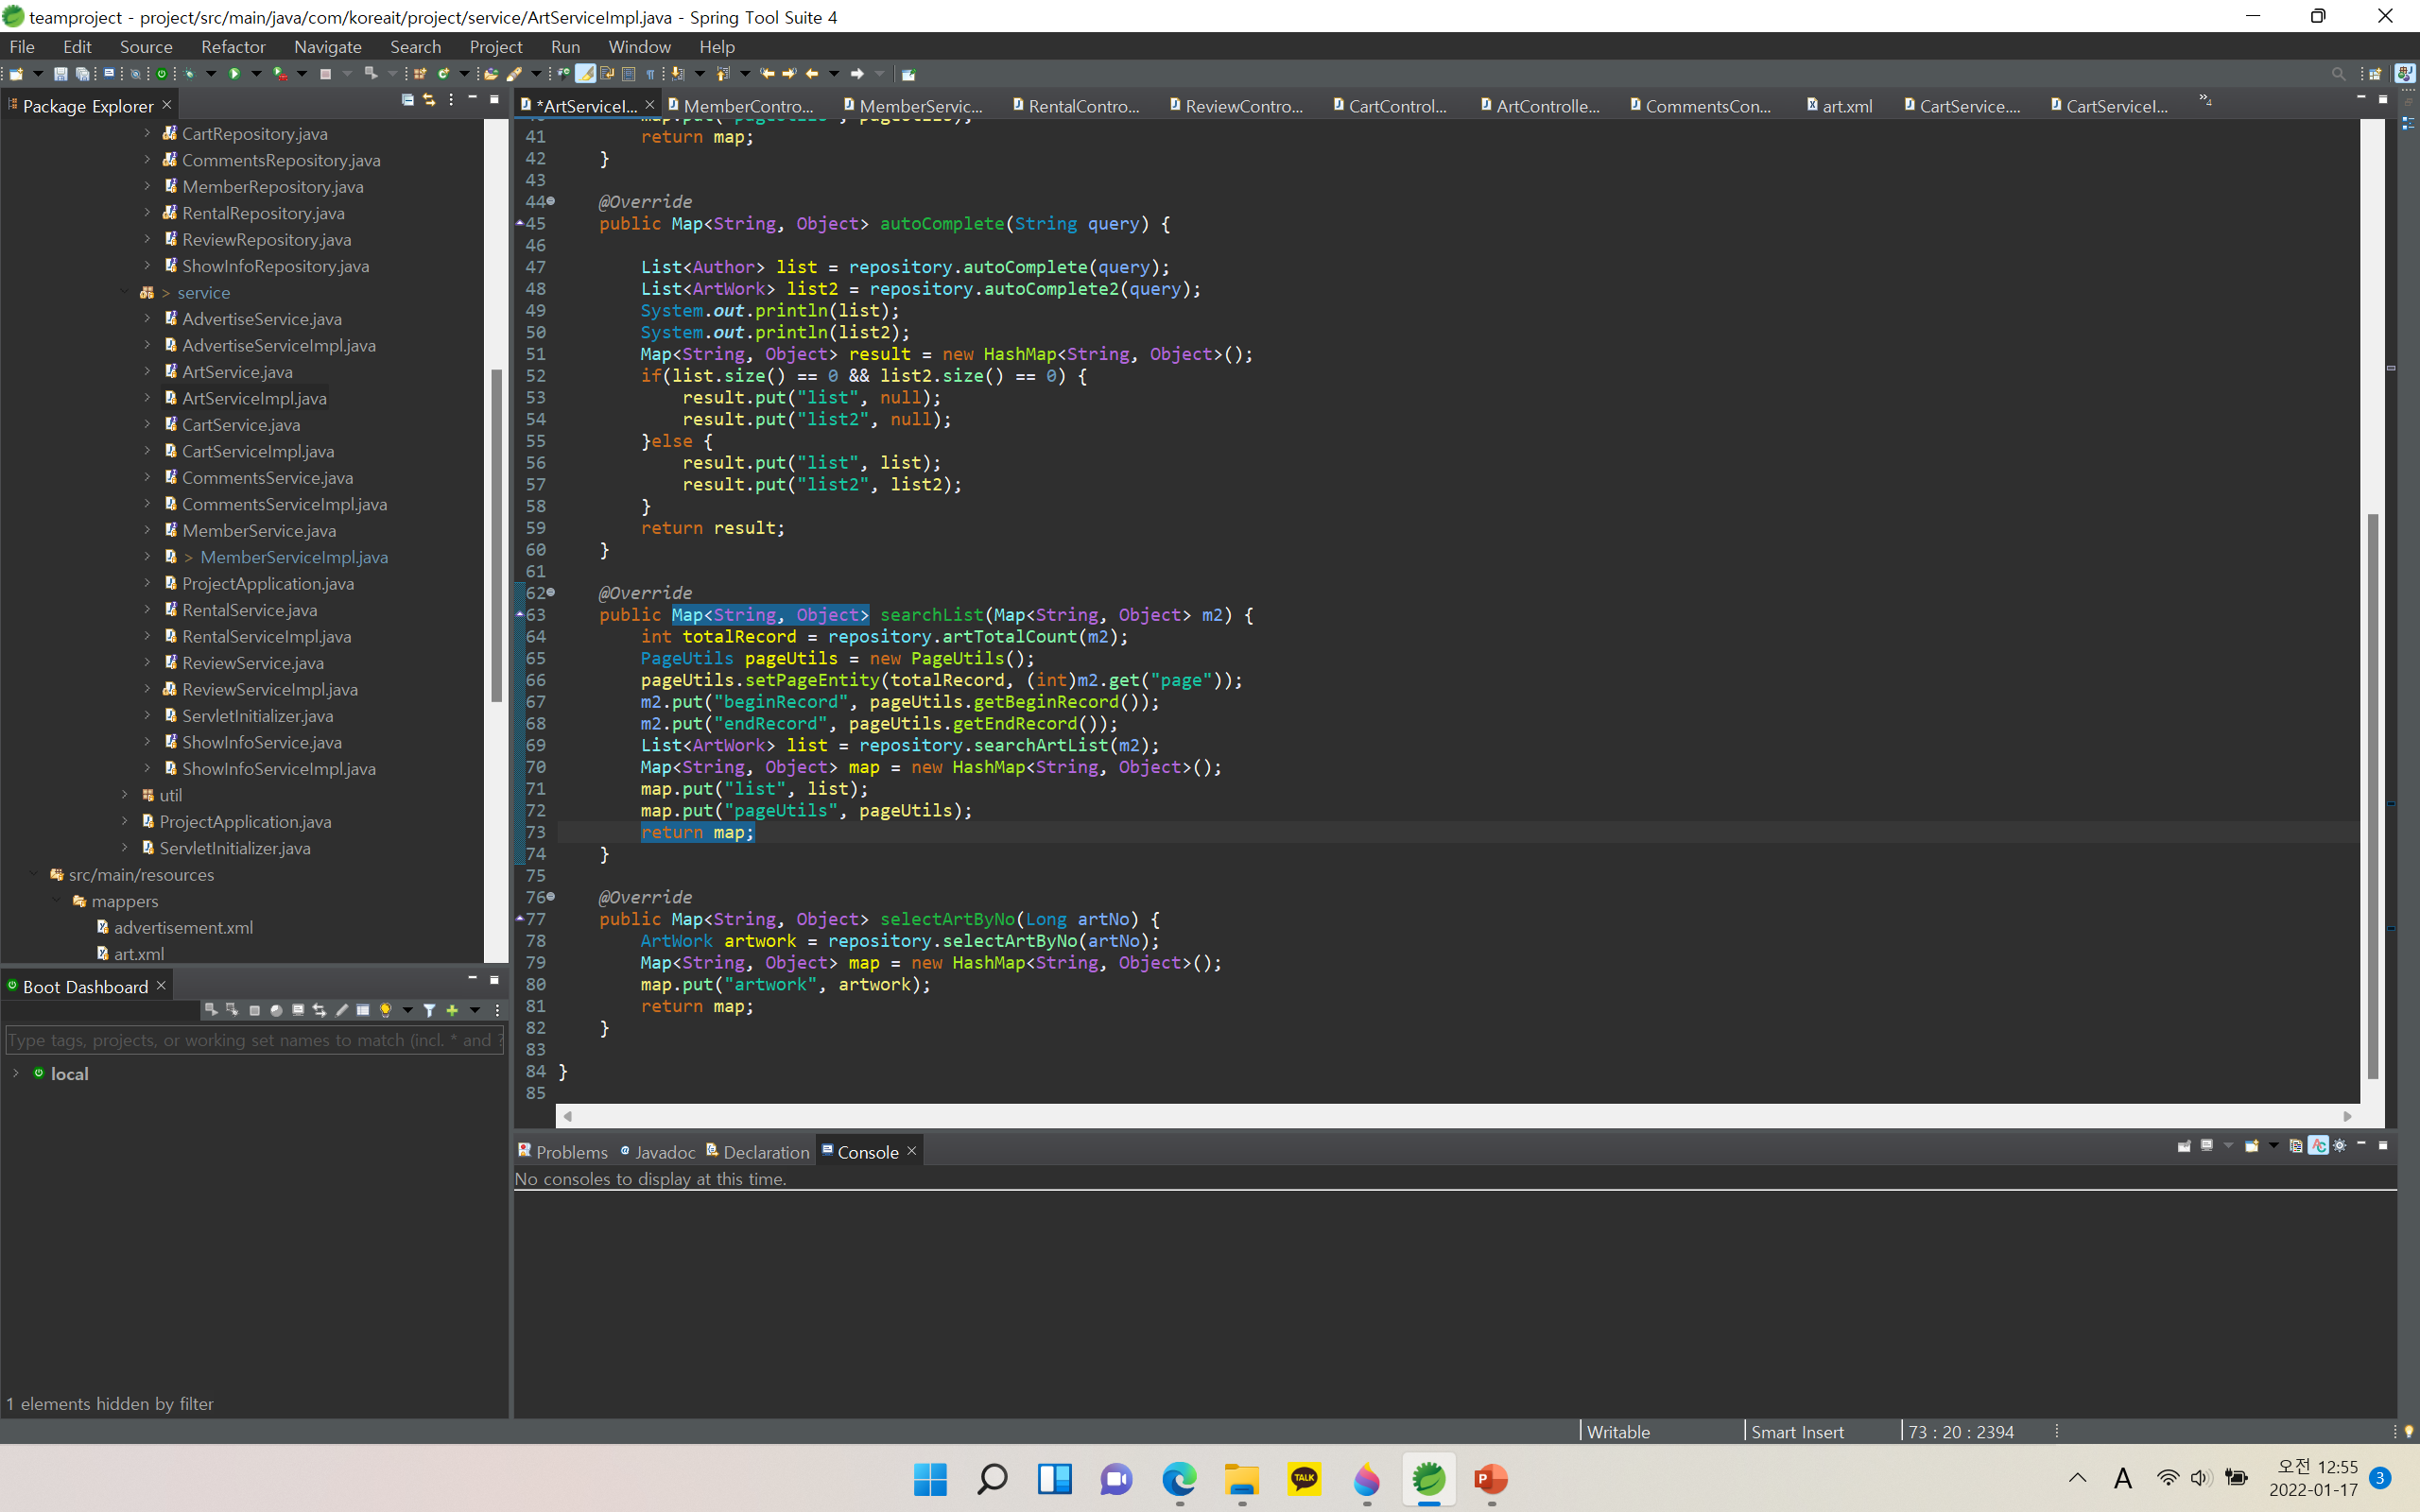 teamproject - project/src/main/java/com/koreait/project/service/ArtServiceImpl.java - Spring Tool Suite 4
File Edit Source Refactor Navigate Search Project Run Window Help
Package Explorer
*ArtServiceI... MemberContro... MemberServic... RentalContro... ReviewContro... CartControl... ArtControlle... CommentsCon... art.xml CartService.... CartServiceI... »4
CartRepository.java
CommentsRepository.java
MemberRepository.java
RentalRepository.java
ReviewRepository.java
ShowInfoRepository.java
> service
AdvertiseService.java
AdvertiseServiceImpl.java
ArtService.java
ArtServiceImpl.java
CartService.java
CartServiceImpl.java
CommentsService.java
CommentsServiceImpl.java
MemberService.java
> MemberServiceImpl.java
ProjectApplication.java
RentalService.java
RentalServiceImpl.java
ReviewService.java
ReviewServiceImpl.java
ServletInitializer.java
ShowInfoService.java
ShowInfoServiceImpl.java
util
ProjectApplication.java
ServletInitializer.java
src/main/resources
mappers
advertisement.xml
art.xml
41 return map;
42 }
43
44 @Override
45 public Map<String, Object> autoComplete(String query) {
46
47 List<Author> list = repository.autoComplete(query);
48 List<ArtWork> list2 = repository.autoComplete2(query);
49 System.out.println(list);
50 System.out.println(list2);
51 Map<String, Object> result = new HashMap<String, Object>();
52 if(list.size() == 0 && list2.size() == 0) {
53 result.put("list", null);
54 result.put("list2", null);
55 }else {
56 result.put("list", list);
57 result.put("list2", list2);
58 }
59 return result;
60 }
61
62 @Override
63 public Map<String, Object> searchList(Map<String, Object> m2) {
64 int totalRecord = repository.artTotalCount(m2);
65 PageUtils pageUtils = new PageUtils();
66 pageUtils.setPageEntity(totalRecord, (int)m2.get("page"));
67 m2.put("beginRecord", pageUtils.getBeginRecord());
68 m2.put("endRecord", pageUtils.getEndRecord());
69 List<ArtWork> list = repository.searchArtList(m2);
70 Map<String, Object> map = new HashMap<String, Object>();
71 map.put("list", list);
72 map.put("pageUtils", pageUtils);
73 return map;
74 }
75
76 @Override
77 public Map<String, Object> selectArtByNo(Long artNo) {
78 ArtWork artwork = repository.selectArtByNo(artNo);
79 Map<String, Object> map = new HashMap<String, Object>();
80 map.put("artwork", artwork);
81 return map;
82 }
83
84 }
85
Boot Dashboard
Type tags, projects, or working set names to match (incl. * and ?
local
1 elements hidden by filter
Problems Javadoc Declaration Console
No consoles to display at this time.
Writable Smart Insert 73 : 20 : 2394
TALK
A 오전 12:55
2022-01-17 3